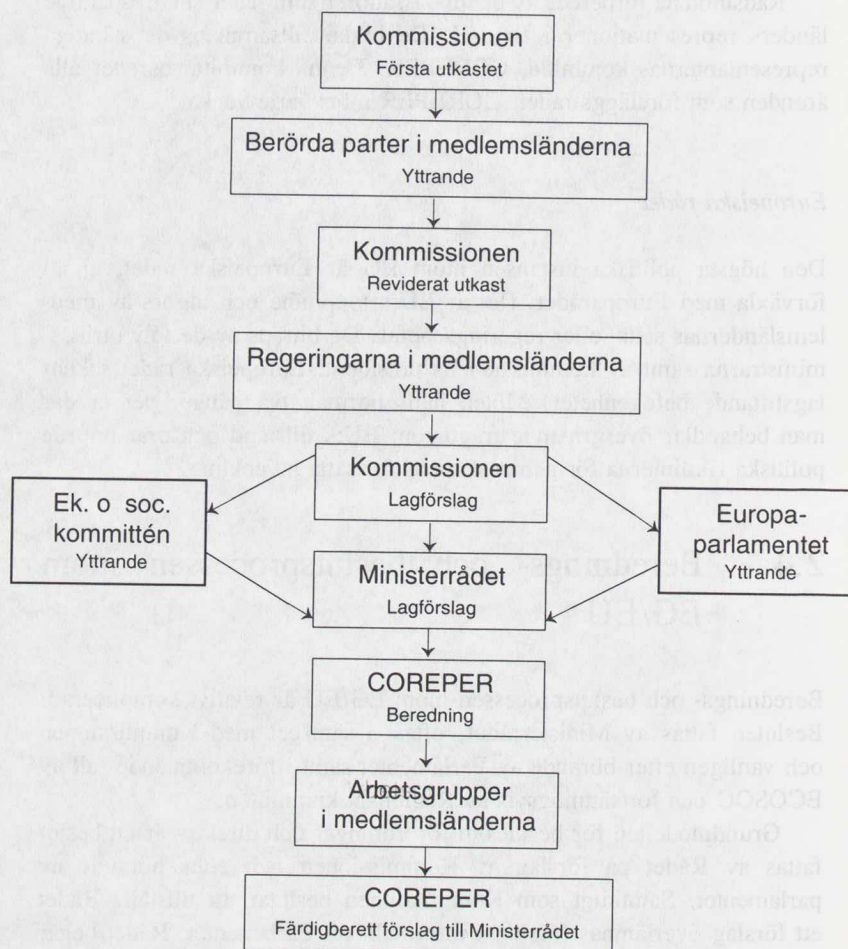 Kommissionen
Första utkastet
Berörda parter i medlemsländerna
Yttrande
Kommissionen
Reviderat utkast
Regeringarna i medlemsländerna
Yttrande
Kommissionen
Lagförslag
Ek. o soc.
kommittén
Yttrande
Europa-
parlamentet
Yttrande
Ministerrådet
Lagförslag
COREPER
Beredning
Arbetsgrupper
i medlemsländerna
COREPER
Färdigberett förslag till Ministerrådet